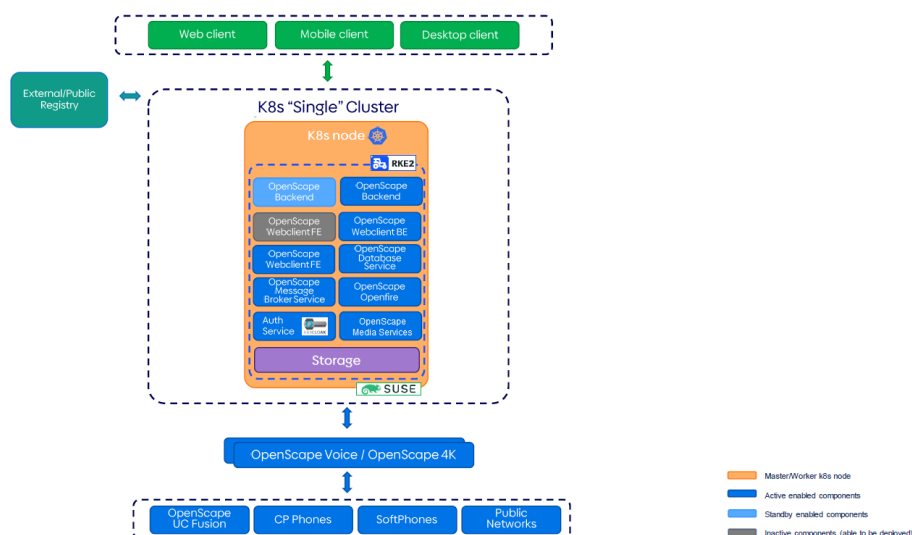 Web client
Mobile client
Desktop client
External/Public
Registry
K8s “Single” Cluster
K8s node
RKE2
OpenScape
Backend
OpenScape
Backend
OpenScape
Webclient FE
OpenScape
Webclient BE
OpenScape
Webclient FE
OpenScape
Database
Service
OpenScape
Message
Broker Service
OpenScape
Openfire
Auth
Service
OpenScape
Media Services
Storage
SUSE
OpenScape Voice / OpenScape 4K
OpenScape
UC Fusion
CP Phones
SoftPhones
Public
Networks
Master/Worker k8s node
Active enabled components
Standby enabled components
Inactive components (able to be deployed)